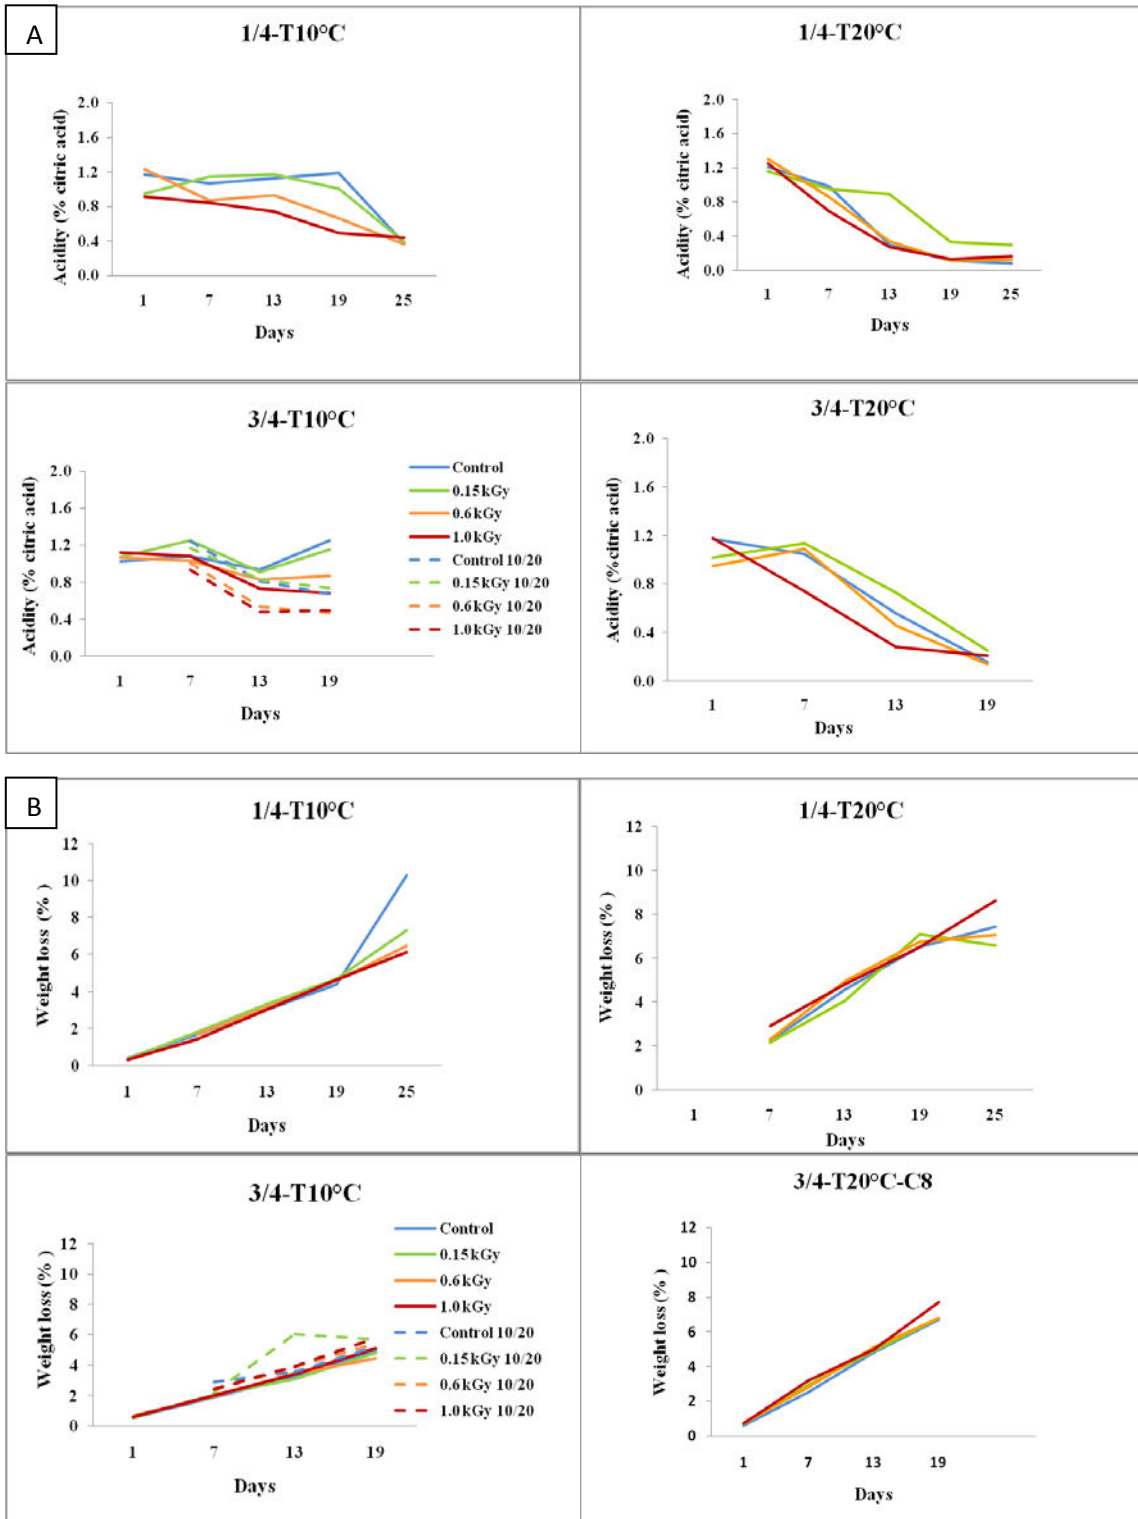 A
1/4-T10°C
Acidity (% citric acid)
2.0
1.6
1.2
0.8
0.4
0.0
1 7 13 19 25
Days
1/4-T20°C
Acidity (% citric acid)
2.0
1.6
1.2
0.8
0.4
0.0
1 7 13 19 25
Days
3/4-T10°C
Acidity (% citric acid)
2.0
1.6
1.2
0.8
0.4
0.0
1 7 13 19
Days
Control
0.15kGy
0.6kGy
1.0kGy
Control 10/20
0.15kGy 10/20
0.6kGy 10/20
1.0kGy 10/20
3/4-T20°C
Acidity (%citric acid)
2.0
1.6
1.2
0.8
0.4
0.0
1 7 13 19
Days
B
1/4-T10°C
Weight loss (% )
12
10
8
6
4
2
0
1 7 13 19 25
Days
1/4-T20°C
Weight loss (% )
12
10
8
6
4
2
0
1 7 13 19 25
Days
3/4-T10°C
Weight loss (% )
12
10
8
6
4
2
0
1 7 13 19
Days
Control
0.15kGy
0.6kGy
1.0kGy
Control 10/20
0.15kGy 10/20
0.6kGy 10/20
1.0kGy 10/20
3/4-T20°C-C8
Weight loss (% )
12
10
8
6
4
2
0
1 7 13 19
Days